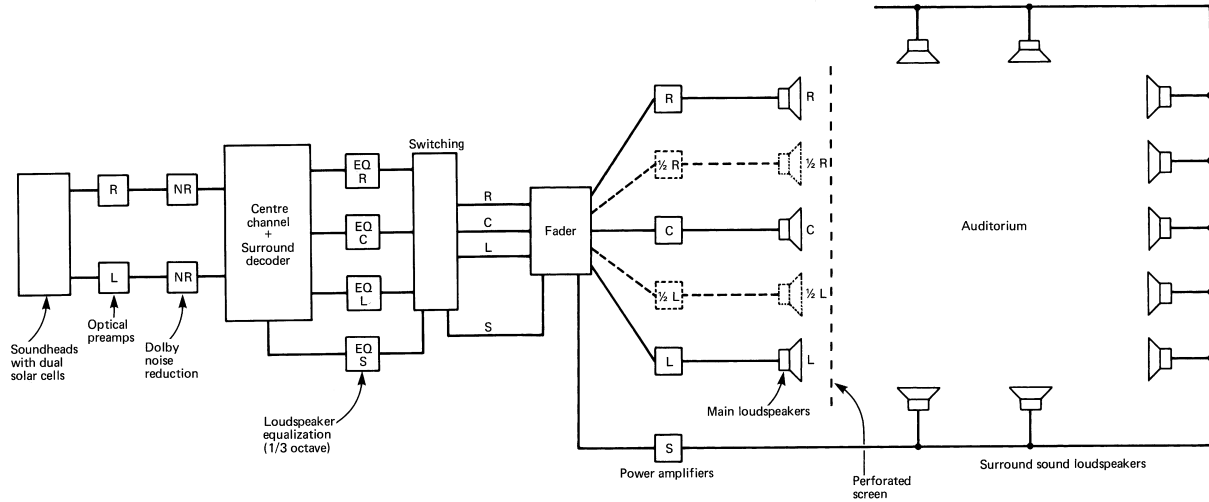 Soundheads
with dual
solar cells
R
L
Optical
preamps
NR
NR
Dolby
noise
reduction
Centre
channel
+
Surround
decoder
EQ
R
EQ
C
EQ
L
EQ
S
Loudspeaker
equalization
(1/3 octave)
Switching
R
C
L
S
Fader
R
½ R
C
½ L
L
S
Power amplifiers
R
½ R
C
½ L
L
Main loudspeakers
Perforated
screen
Auditorium
Surround sound loudspeakers